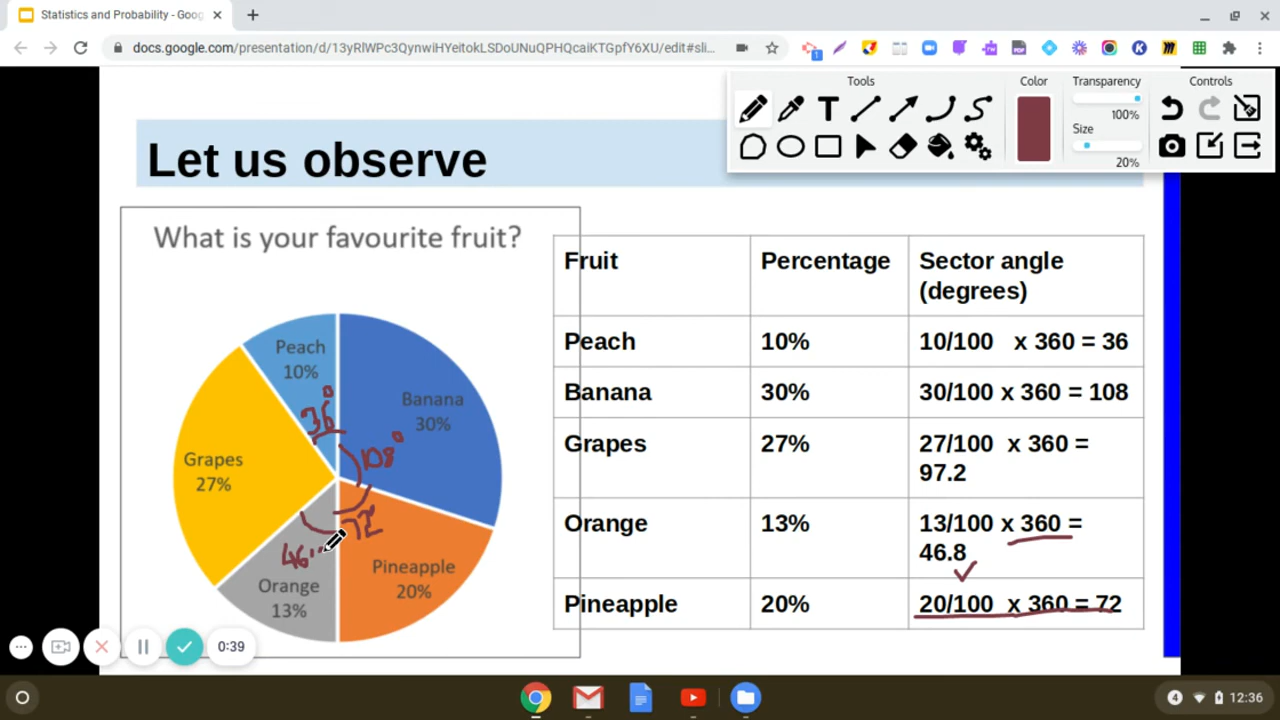 Statistics and Probability - Goog
docs.google.com/presentation/d/13yRlWPc3QynwiHYeitokLSDoUNuQPHQcaiKTGpfY6XU/edit#sli...
Tools
Color
Transparency
100%
Size
20%
Controls
Let us observe
What is your favourite fruit?
Peach
10%
36°
Banana
30%
108°
Grapes
27%
72
46
Orange
13%
Pineapple
20%
Fruit Percentage Sector angle
(degrees)
Peach 10% 10/100 x 360 = 36
Banana 30% 30/100 x 360 = 108
Grapes 27% 27/100 x 360 =
97.2
Orange 13% 13/100 x 360 =
46.8
Pineapple 20% 20/100 x 360 = 72
0:39
4
12:36